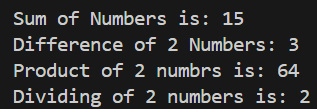 Sum of Numbers is: 15
Difference of 2 Numbers: 3
Product of 2 numbrs is: 64
Dividing of 2 numbers is: 2